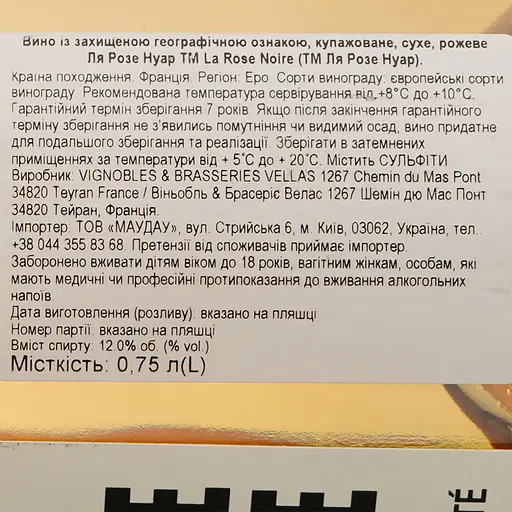 Вино із захищеною географічною ознакою, купажоване, сухе, рожеве
Ля Розе Нуар ТМ La Rose Noire (ТМ Ля Розе Нуар).
Країна походження: Франція. Регіон: Еро. Сорти винограду: європейські сорти
винограду. Рекомендована температура сервірування від +8°С до +10°С.
Гарантійний термін зберігання 7 років. Якщо після закінчення гарантійного
терміну зберігання не з'явились помутніння чи видимий осад, вино придатне
для подальшого зберігання та реалізації. Зберігати в затемнених
приміщеннях за температури від + 5°С до + 20°С. Містить СУЛЬФІТИ
Виробник: VIGNOBLES & BRASSERIES VELLAS 1267 Chemin du Mas Pont
34820 Teyran France / Віньобль & Брасеріє Велас 1267 Шемін дю Мас Понт
34820 Тейран, Франція.
Імпортер: ТОВ «МАУДАУ», вул. Стрийська 6, м. Київ, 03062, Україна, тел..
+38 044 355 83 68. Претензії від споживачів приймає імпортер.
Заборонено вживати дітям віком до 18 років, вагітним жінкам, особам, які
мають медичні чи професійні протипоказання до вживання алкогольних
напоїв.
Дата виготовлення (розливу): вказано на пляшці
Номер партії: вказано на пляшці
Вміст спирту: 12.0% об. (% vol.)
Місткість: 0,75 л(L)